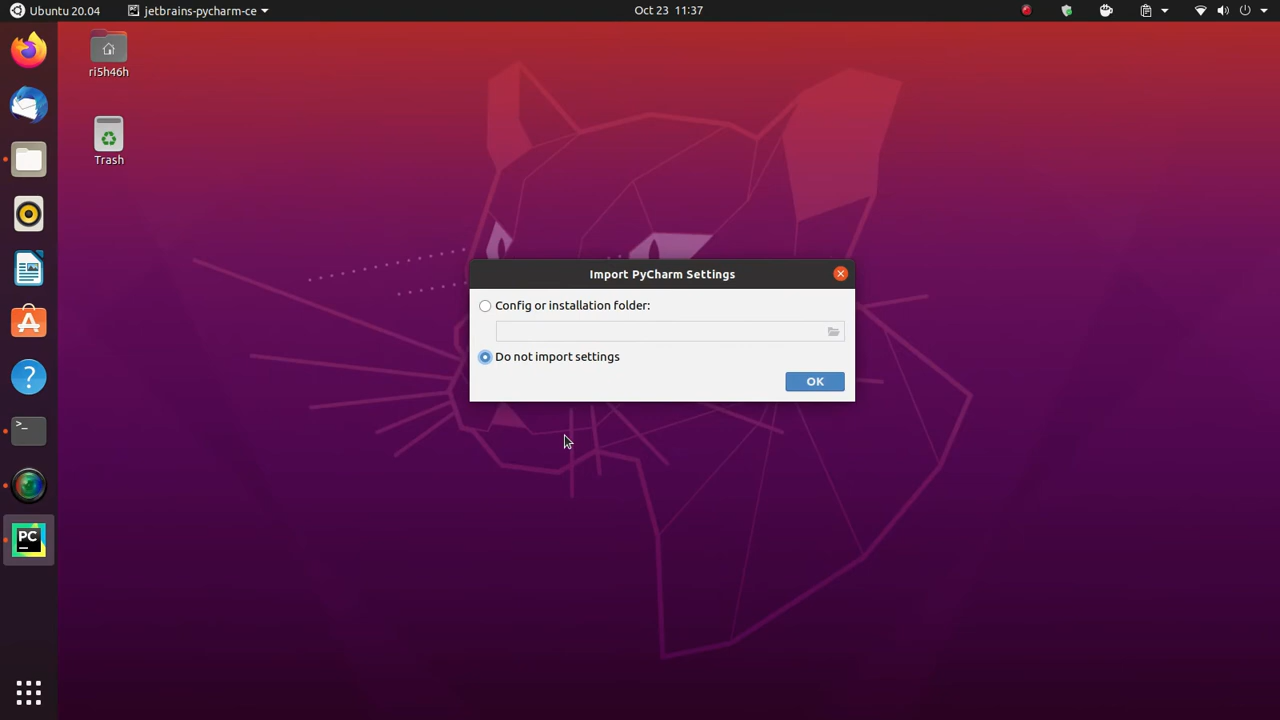 Ubuntu 20.04 jetbrains-pycharm-ce Oct 23 11:37
ri5h46h
Trash
Import PyCharm Settings
Config or installation folder:
Do not import settings
OK
>_
PC